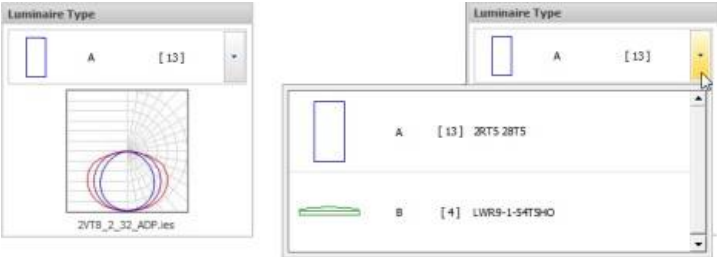 Luminaire Type
A [13]
2VT8_2_32_ADP.ies
Luminaire Type
A [13]
A [13] 2RT5 28T5
B [4] LWR9-1-54T5HO